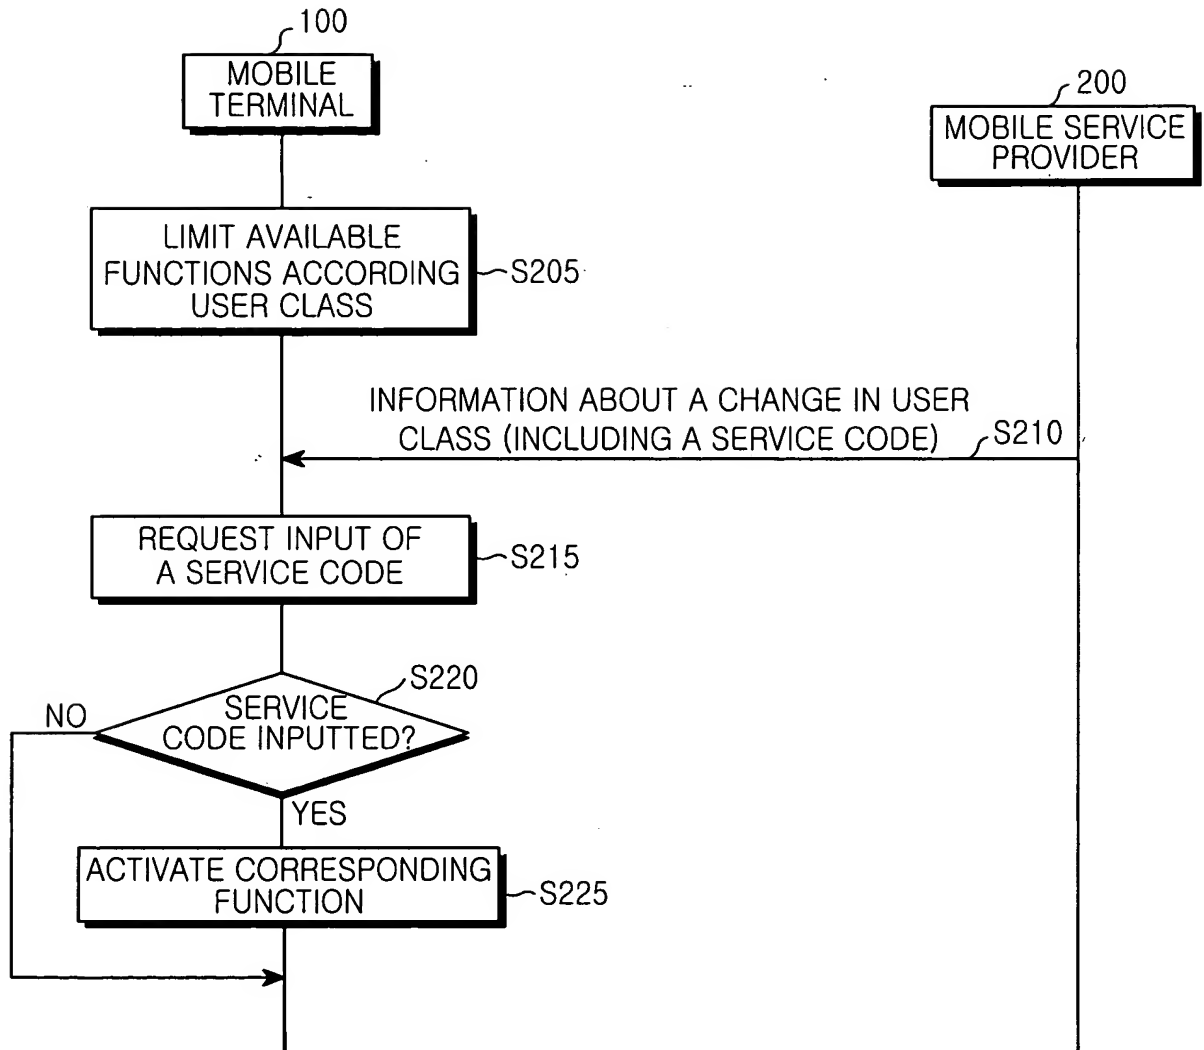 100
MOBILE
TERMINAL
200
MOBILE SERVICE
PROVIDER
LIMIT AVAILABLE
FUNCTIONS ACCORDING
USER CLASS
S205
INFORMATION ABOUT A CHANGE IN USER
CLASS (INCLUDING A SERVICE CODE)
S210
REQUEST INPUT OF
A SERVICE CODE
S215
S220
SERVICE
CODE INPUTTED?
NO
YES
ACTIVATE CORRESPONDING
FUNCTION
S225